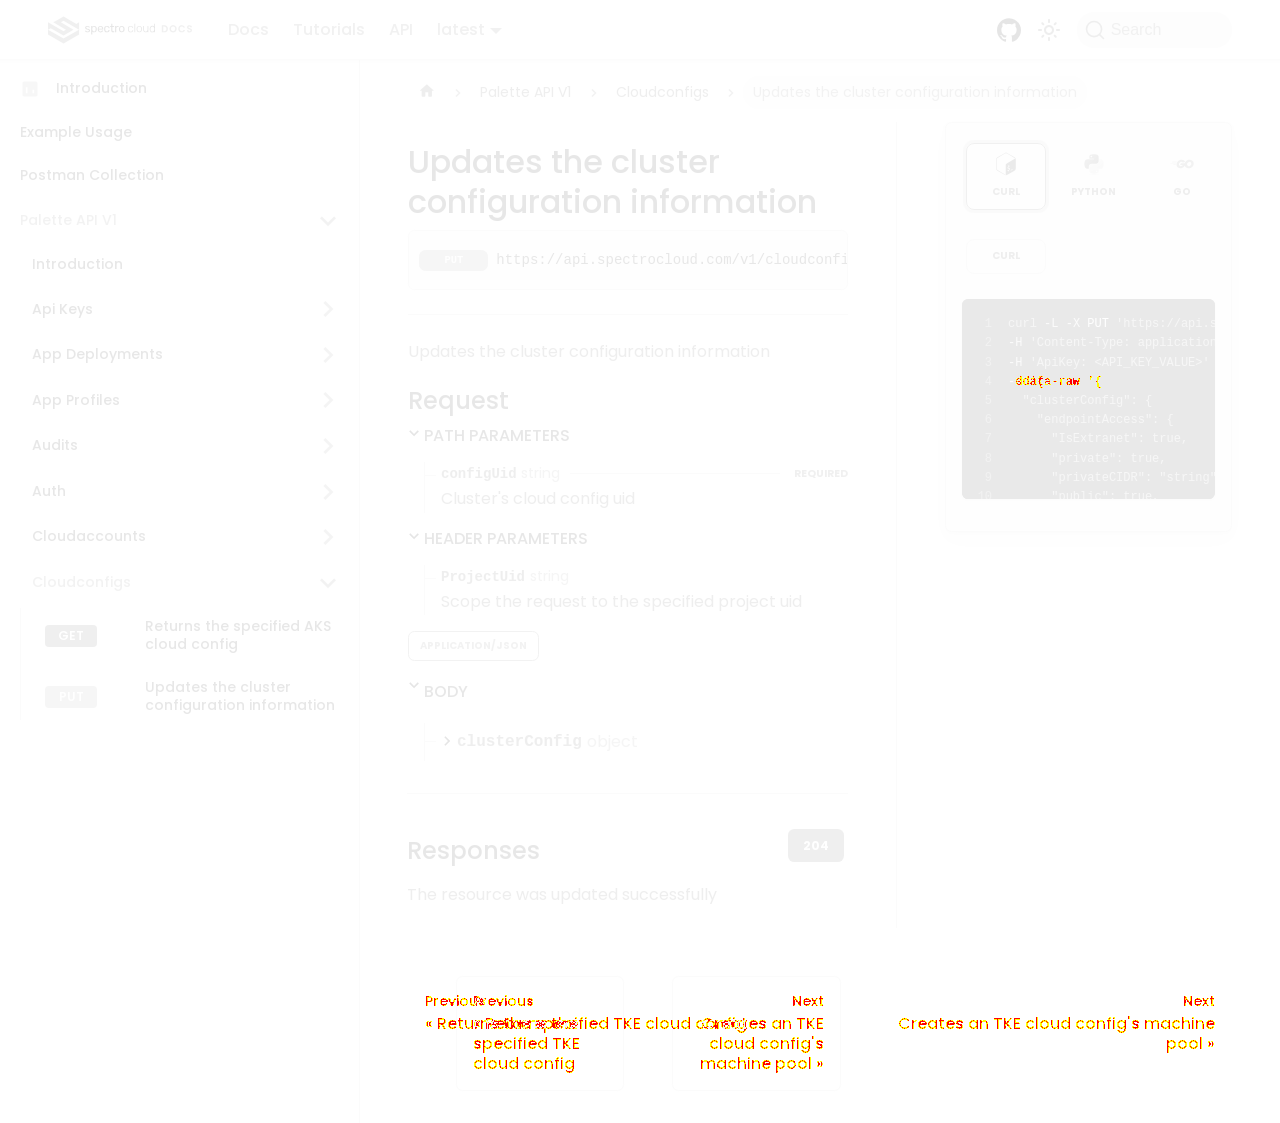 spectro cloud DOCS
Docs Tutorials API latest
Search
Introduction
Example Usage
Postman Collection
Palette API V1
Introduction
Api Keys
App Deployments
App Profiles
Audits
Auth
Cloudaccounts
Cloudconfigs
GET Returns the specified AKS
cloud config
PUT Updates the cluster
configuration information
Palette API V1 Cloudconfigs Updates the cluster configuration information
Updates the cluster
configuration information
PUT https://api.spectrocloud.com/v1/cloudconfi
Updates the cluster configuration information
Request
PATH PARAMETERS
configUid string REQUIRED
Cluster's cloud config uid
HEADER PARAMETERS
ProjectUid string
Scope the request to the specified project uid
APPLICATION/JSON
BODY
clusterConfig object
Responses
204
The resource was updated successfully
CURL PYTHON GO
CURL
1 curl -L -X PUT 'https://api.s
2 -H 'Content-Type: application
3 -H 'ApiKey: <API_KEY_VALUE>'
4
5 "clusterConfig": {
6 "endpointAccess": {
7 "IsExtranet": true,
8 "private": true,
9 "privateCIDR": "string"
10 "public": true
Previous Previous Next Next
specified TKE
cloud config
cloud config's
machine pool »
Creates an TKE cloud config's machine
pool »